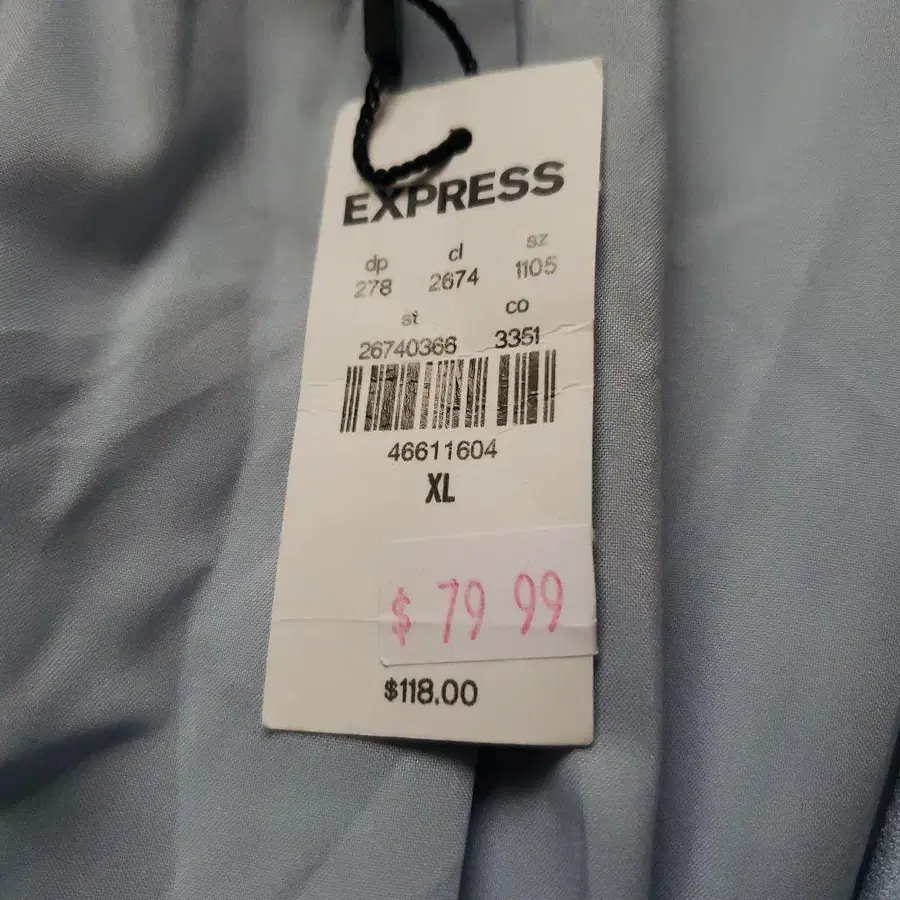 EXPRESS
dp cl sz
278 2674 1105
st co
26740366 3351
46611604
XL
$ 79 99
$118.00